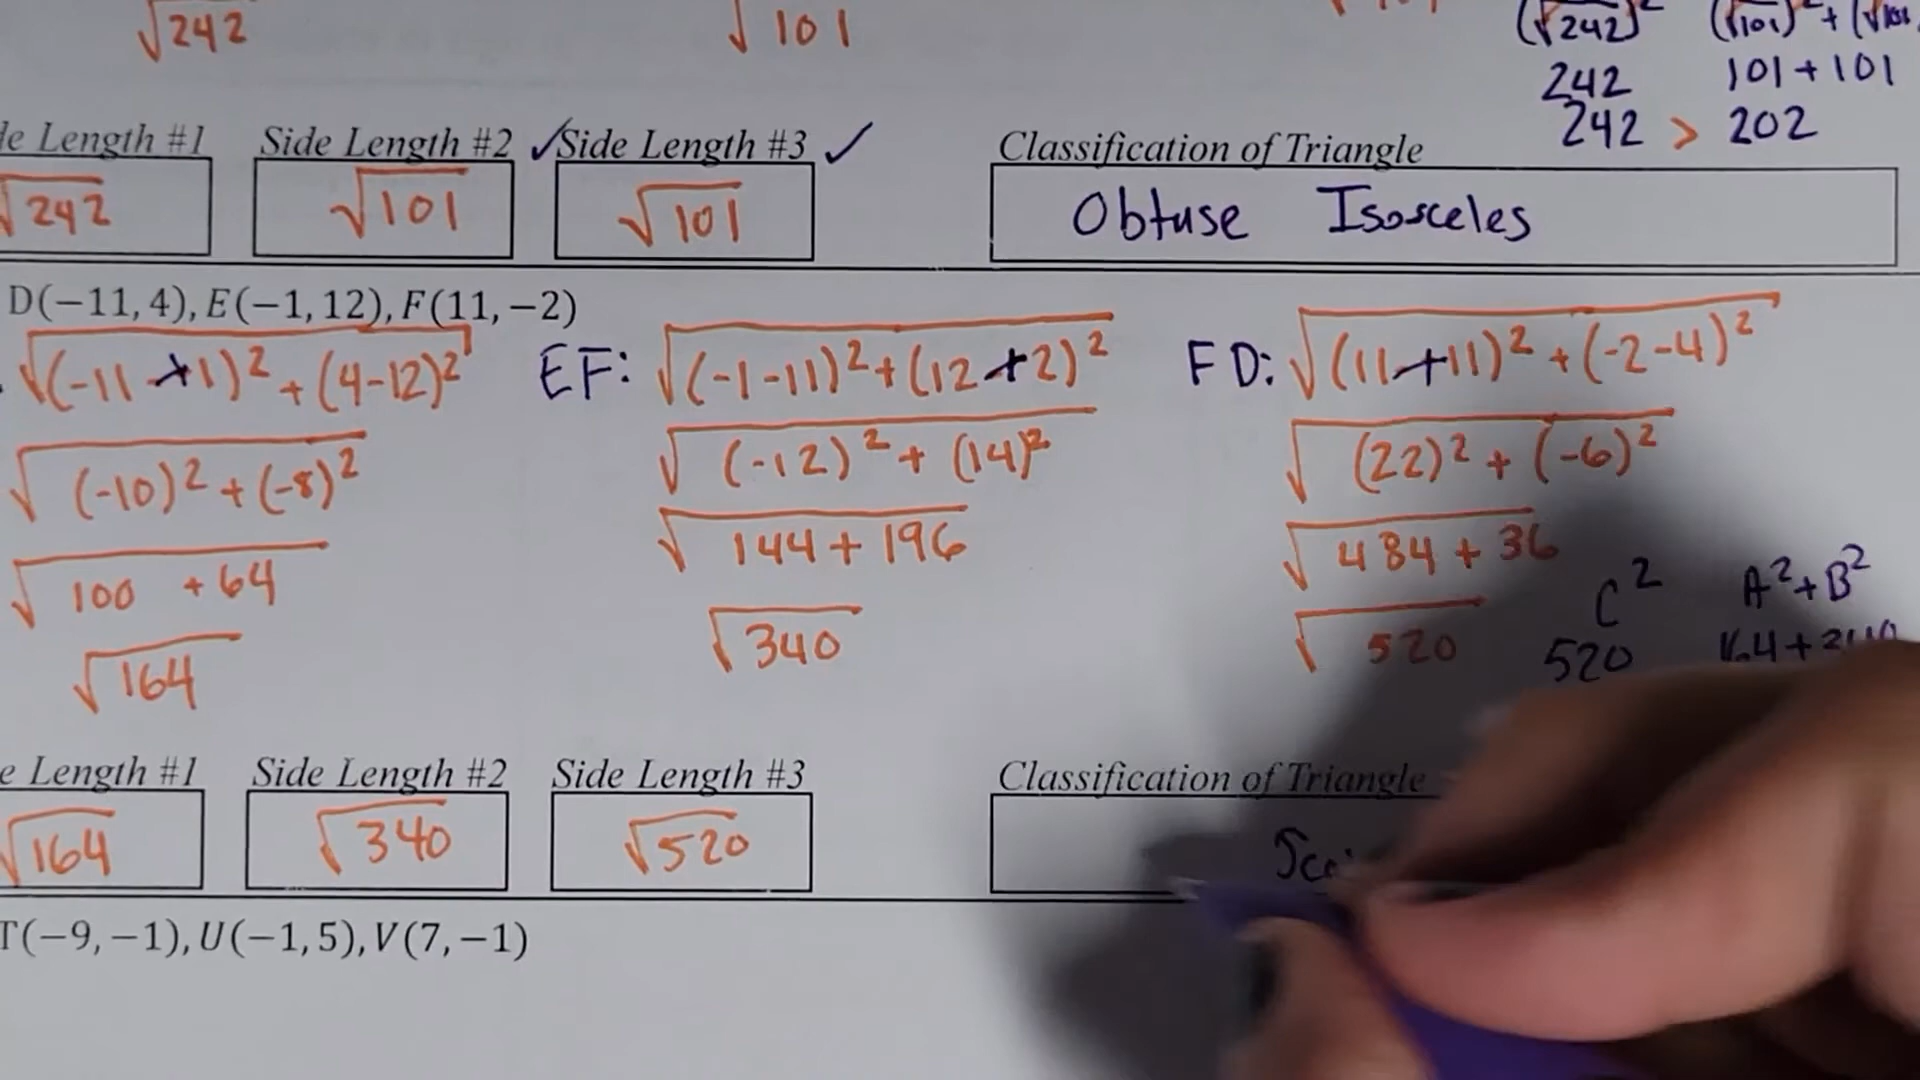 √242 √101 (√242)² (√101)² + (√101
242 101 + 101
242 > 202
le Length #1 Side Length #2 ✓ Side Length #3 ✓ Classification of Triangle
√242 √101 √101 Obtuse Isosceles
D(−11, 4), E(−1, 12), F(11, −2)
√(-11+1)² + (4-12)² EF: √(-1-11)² + (12+2)² FD: √(11+11)² + (-2-4)²
√(-10)² + (-8)² √(-12)² + (14)² √(22)² + (-6)²
√100 + 64 √144 + 196 √484 + 36
C² A² + B²
√164 √340 √520 520 164 + 340
e Length #1 Side Length #2 Side Length #3 Classification of Triangle
√164 √340 √520
T(−9, −1), U(−1, 5), V(7, −1)